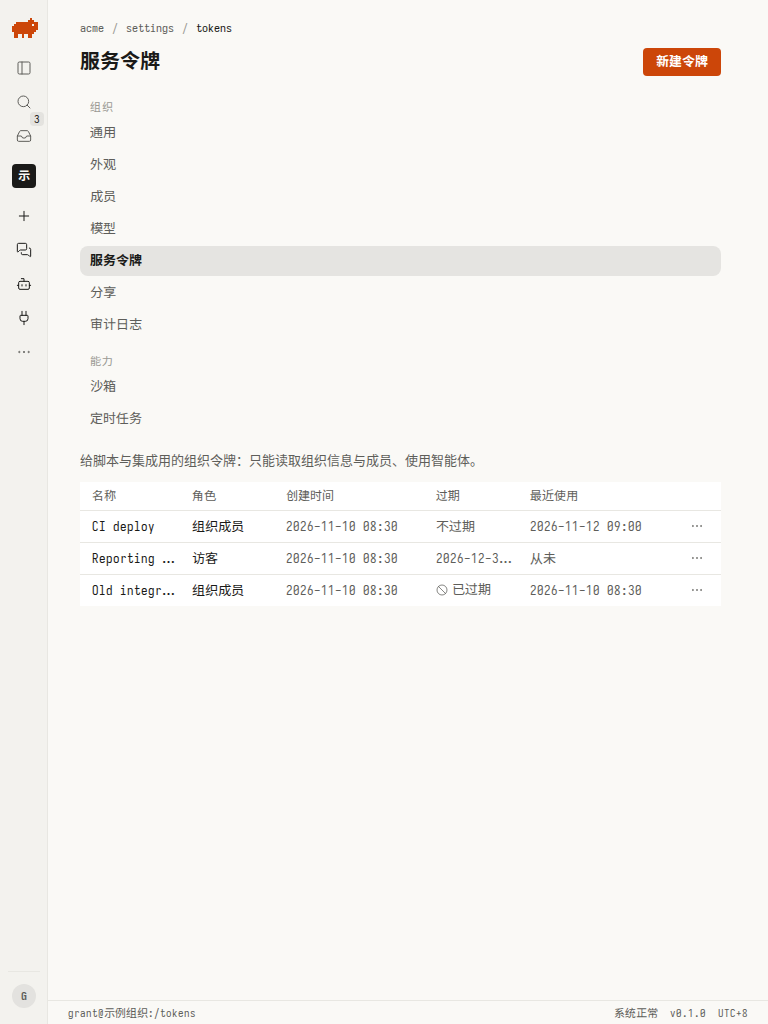 acme / settings / tokens
服务令牌
新建令牌
3
示
组织
通用
外观
成员
模型
服务令牌
分享
审计日志
能力
沙箱
定时任务
给脚本与集成用的组织令牌：只能读取组织信息与成员、使用智能体。
名称 角色 创建时间 过期 最近使用
CI deploy 组织成员 2026-11-10 08:30 不过期 2026-11-12 09:00 ...
Reporting ... 访客 2026-11-10 08:30 2026-12-3... 从未 ...
Old integr... 组织成员 2026-11-10 08:30 已过期 2026-11-10 08:30 ...
G
grant@示例组织:/tokens 系统正常 v0.1.0 UTC+8